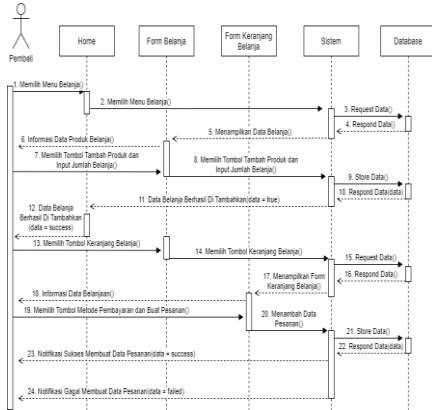 Home
Form Belanja
Form Keranjang
Belanja
Sistem
Database
Pembeli
1. Memilih Menu Belanja()
2. Memilih Menu Belanja()
3. Request Data()
4. Respond Data()
5. Menampilkan Data Belanja()
6. Informasi Data Produk Belanja()
7. Memilih Tombol Tambah Produk dan
Input Jumlah Belanja()
8. Memilih Tombol Tambah Produk dan
Input Jumlah Belanja()
9. Store Data()
10. Respond Data(data)
11. Data Belanja Berhasil Di Tambahkan(data = true)
12. Data Belanja
Berhasil Di Tambahkan
(data = success)
13. Memilih Tombol Keranjang Belanja()
14. Memilih Tombol Keranjang Belanja()
15. Request Data()
16. Respond Data()
17. Menampilkan Form
Keranjang Belanja()
18. Informasi Data Belanjaan()
19. Memilih Tombol Metode Pembayaran dan Buat Pesanan()
20. Menambah Data
Pesanan()
21. Store Data()
22. Respond Data(data)
23. Notifikasi Sukses Membuat Data Pesanan(data = success)
24. Notifikasi Gagal Membuat Data Pesanan(data = failed)